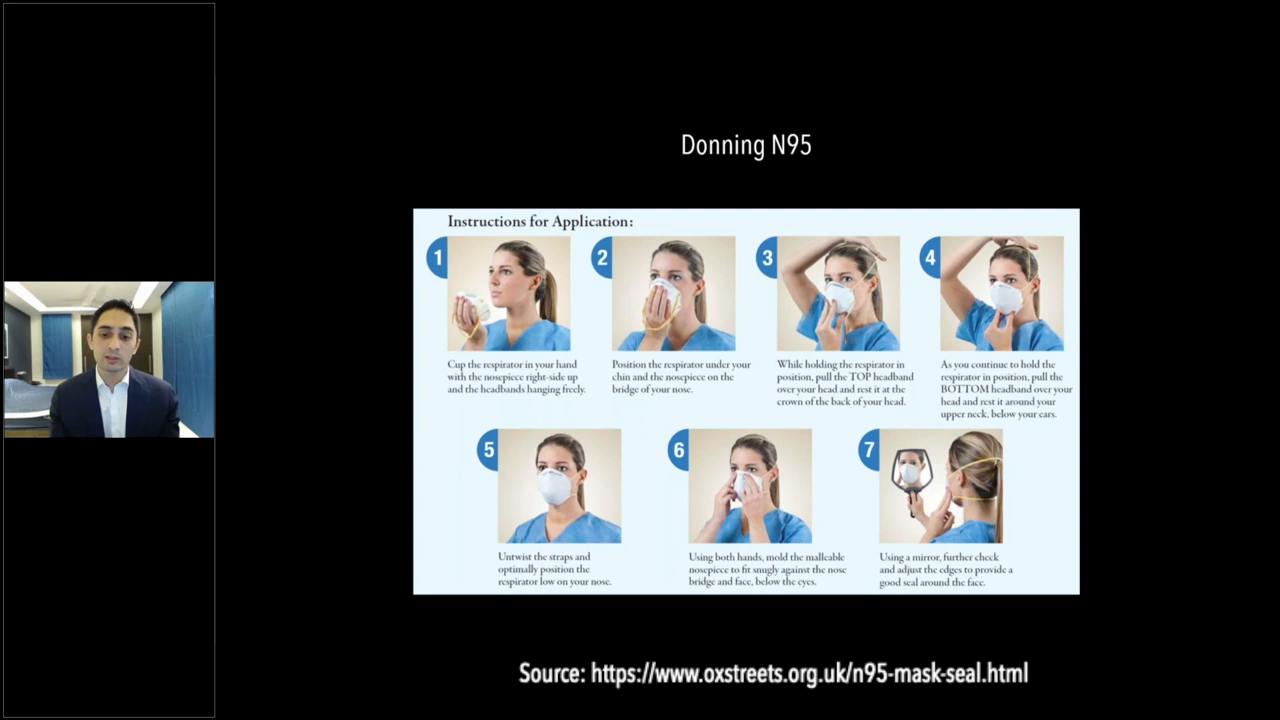 Donning N95
Instructions for Application:
1
2
3
4
Cup the respirator in your hand
with the nosepiece right-side up
and the headbands hanging freely.
Position the respirator under your
chin and the nosepiece on the
bridge of your nose.
While holding the respirator in
position, pull the TOP headband
over your head and rest it at the
crown of the back of your head.
As you continue to hold the
respirator in position, pull the
BOTTOM headband over your
head and rest it around your
upper neck, below your ears.
5
6
7
Untwist the straps and
optimally position the
respirator low on your nose.
Using both hands, mold the malleable
nosepiece to fit snugly against the nose
bridge and face, below the eyes.
Using a mirror, further check
and adjust the edges to provide a
good seal around the face.
Source: https://www.oxstreets.org.uk/n95-mask-seal.html